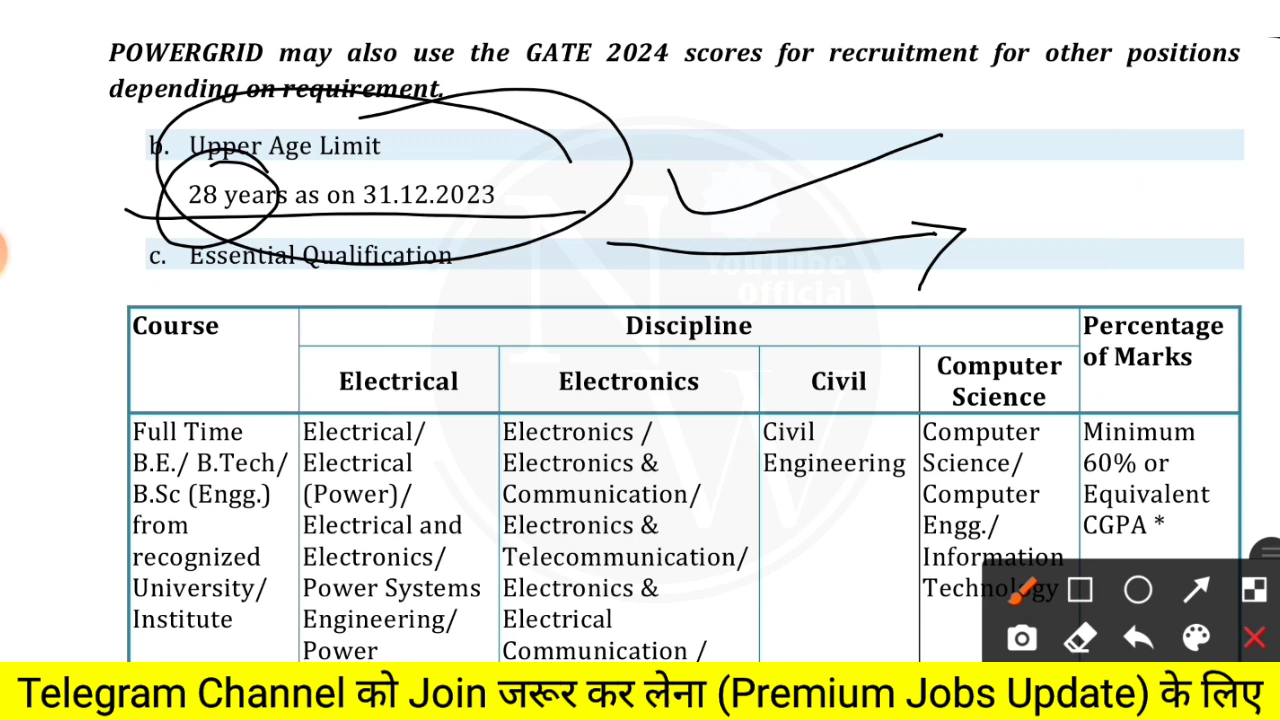 POWERGRID may also use the GATE 2024 scores for recruitment for other positions
depending on requirement.
b. Upper Age Limit
28 years as on 31.12.2023
c. Essential Qualification
YouTube
Official
Course
Discipline
Percentage
of Marks
Electrical
Electronics
Civil
Computer
Science
Full Time
B.E./ B.Tech/
B.Sc (Engg.)
from
recognized
University/
Institute
Electrical/
Electrical
(Power)/
Electrical and
Electronics/
Power Systems
Engineering/
Power
Electronics /
Electronics &
Communication/
Electronics &
Telecommunication/
Electronics &
Electrical
Communication /
Civil
Engineering
Computer
Science/
Computer
Engg./
Information
Technology
Minimum
60% or
Equivalent
CGPA *
NW
Telegram Channel को Join जरूर कर लेना (Premium Jobs Update) के लिए